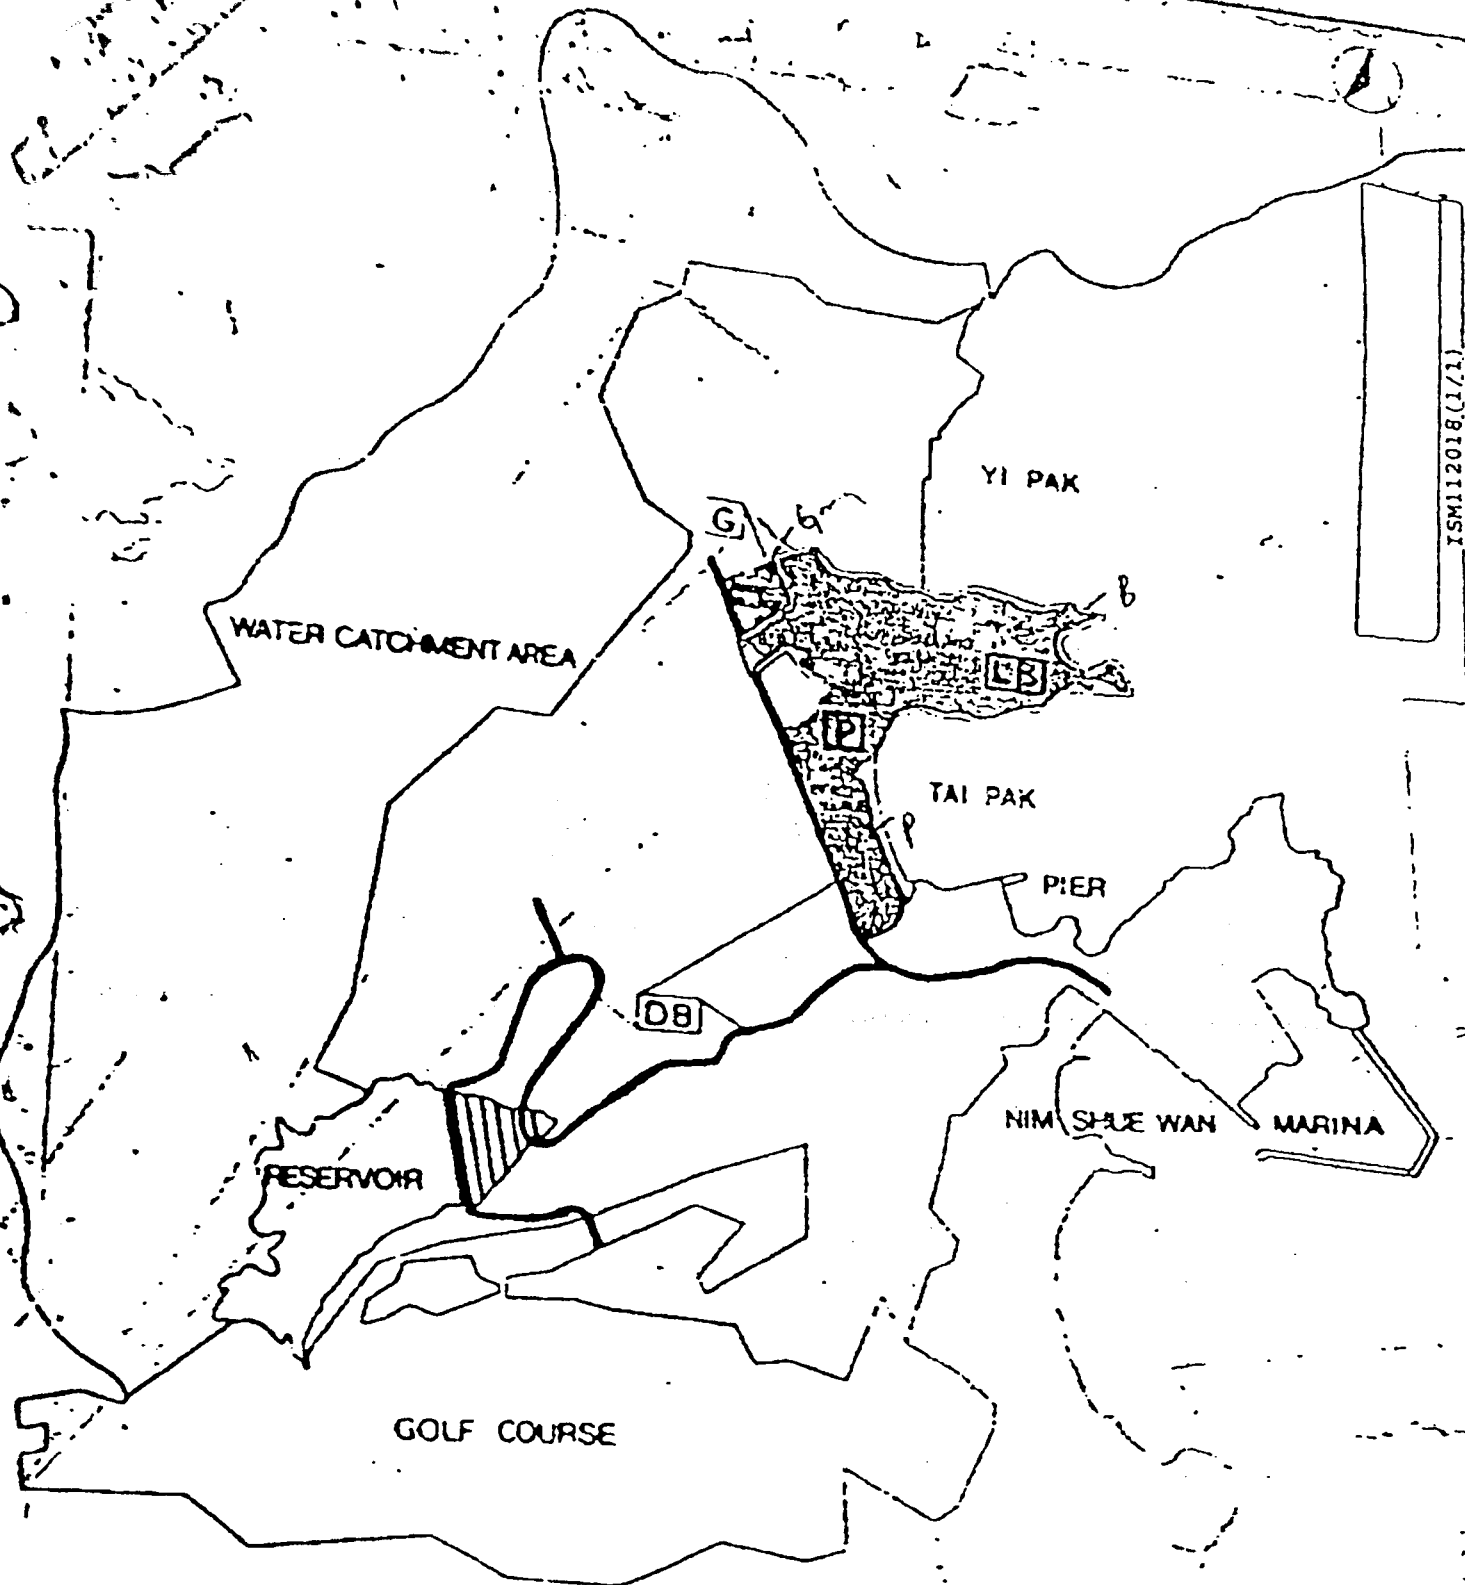 ISM112018(1/1)
YI PAK
G
G
B
WATER CATCHMENT AREA
LB
P
TAI PAK
P
PIER
DB
NIM SHUE WAN
MARINA
RESERVOIR
GOLF COURSE